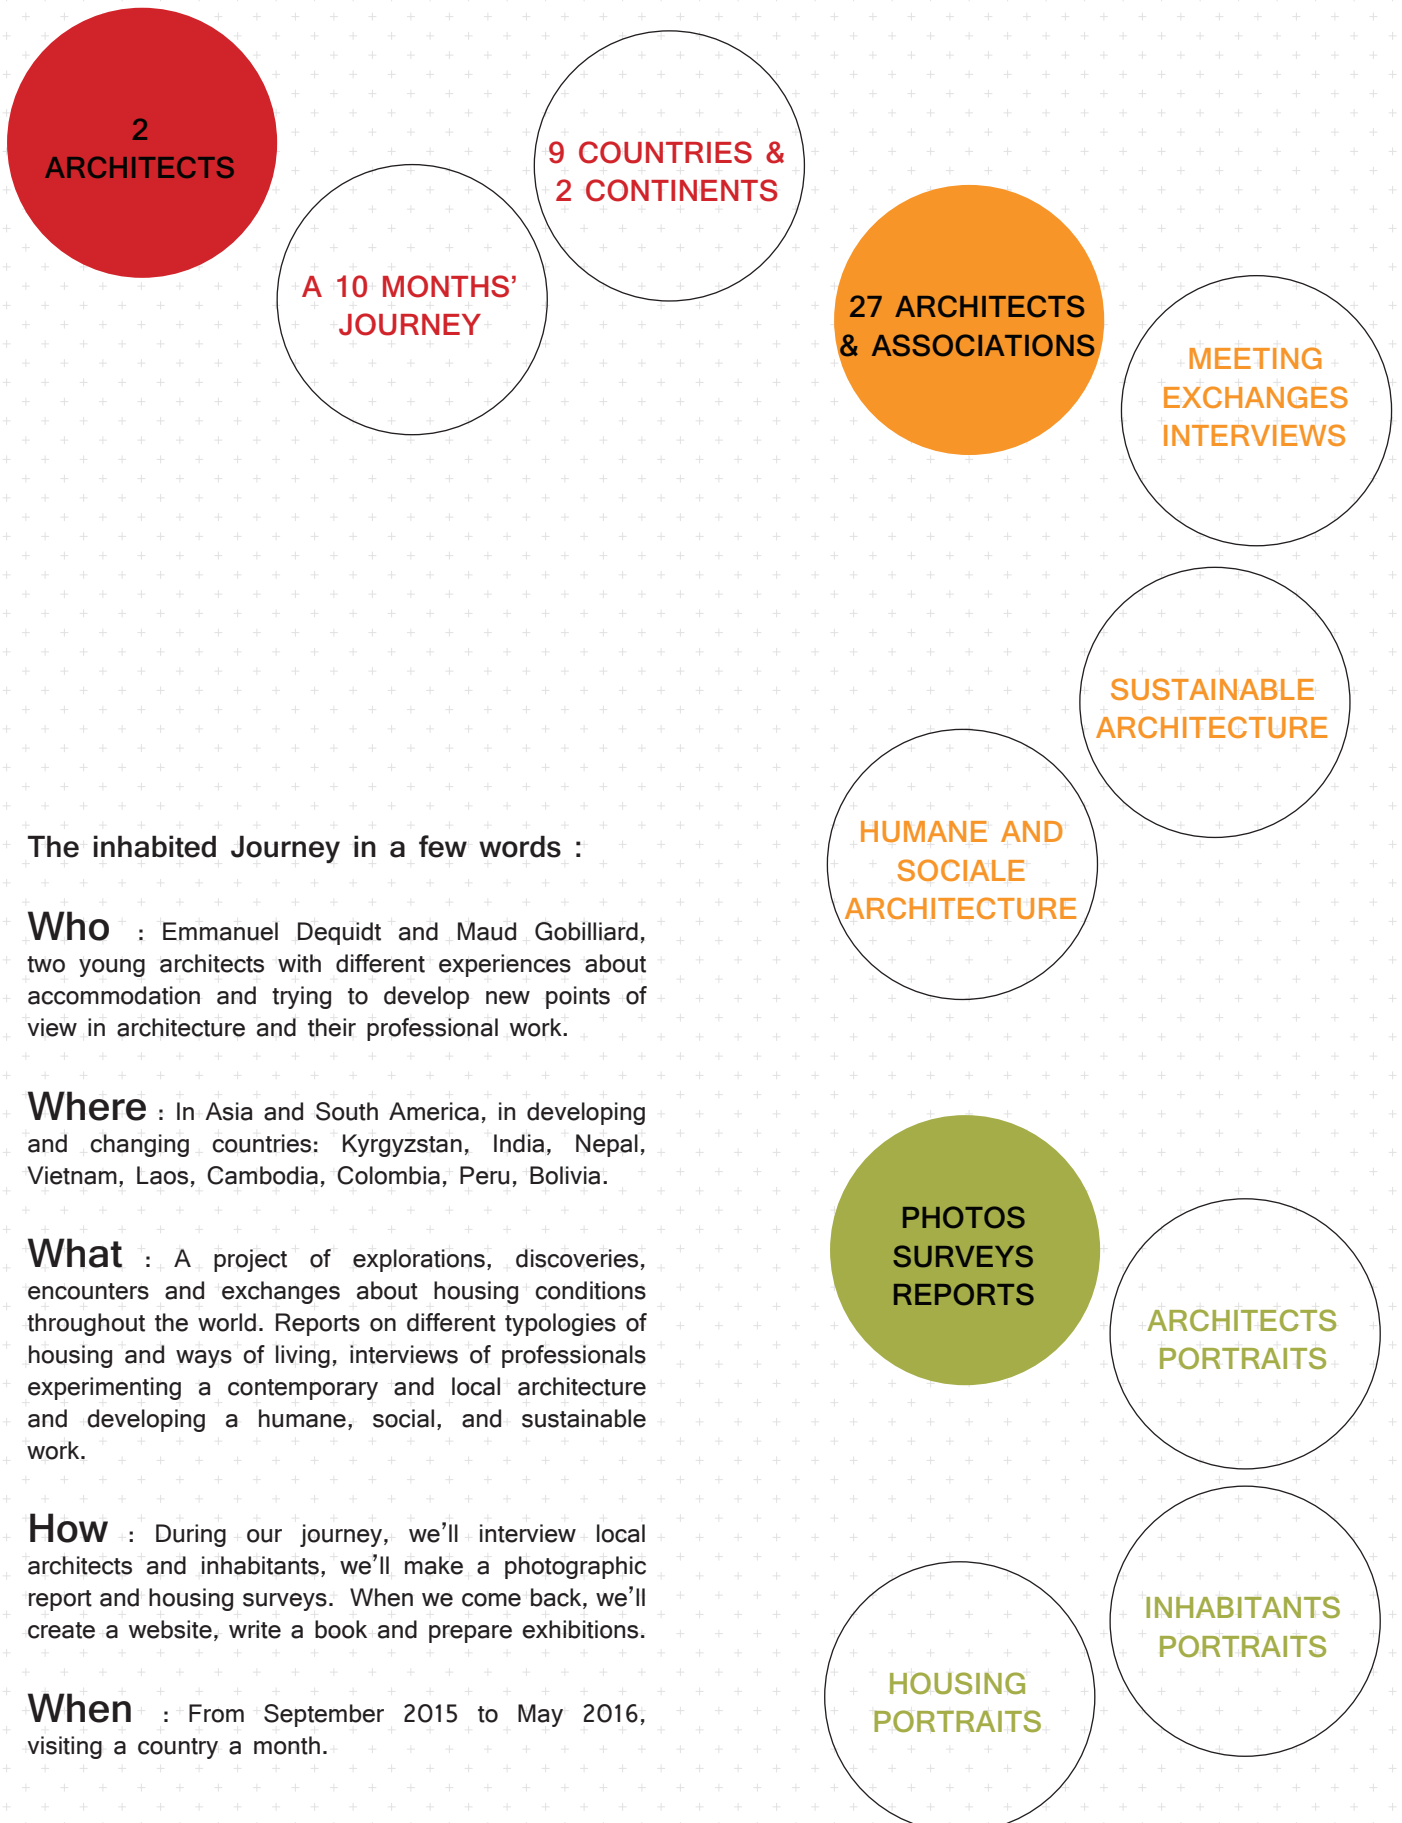 2
ARCHITECTS
A 10 MONTHS'
JOURNEY
9 COUNTRIES &
2 CONTINENTS
27 ARCHITECTS
& ASSOCIATIONS
MEETING
EXCHANGES
INTERVIEWS
SUSTAINABLE
ARCHITECTURE
HUMANE AND
SOCIALE
ARCHITECTURE
The inhabited Journey in a few words :
Who : Emmanuel Dequidt and Maud Gobilliard,
two young architects with different experiences about
accommodation and trying to develop new points of
view in architecture and their professional work.
Where : In Asia and South America, in developing
and changing countries: Kyrgyzstan, India, Nepal,
Vietnam, Laos, Cambodia, Colombia, Peru, Bolivia.
What : A project of explorations, discoveries,
encounters and exchanges about housing conditions
throughout the world. Reports on different typologies of
housing and ways of living, interviews of professionals
experimenting a contemporary and local architecture
and developing a humane, social, and sustainable
work.
How : During our journey, we'll interview local
architects and inhabitants, we'll make a photographic
report and housing surveys. When we come back, we'll
create a website, write a book and prepare exhibitions.
When : From September 2015 to May 2016,
visiting a country a month.
PHOTOS
SURVEYS
REPORTS
ARCHITECTS
PORTRAITS
INHABITANTS
PORTRAITS
HOUSING
PORTRAITS